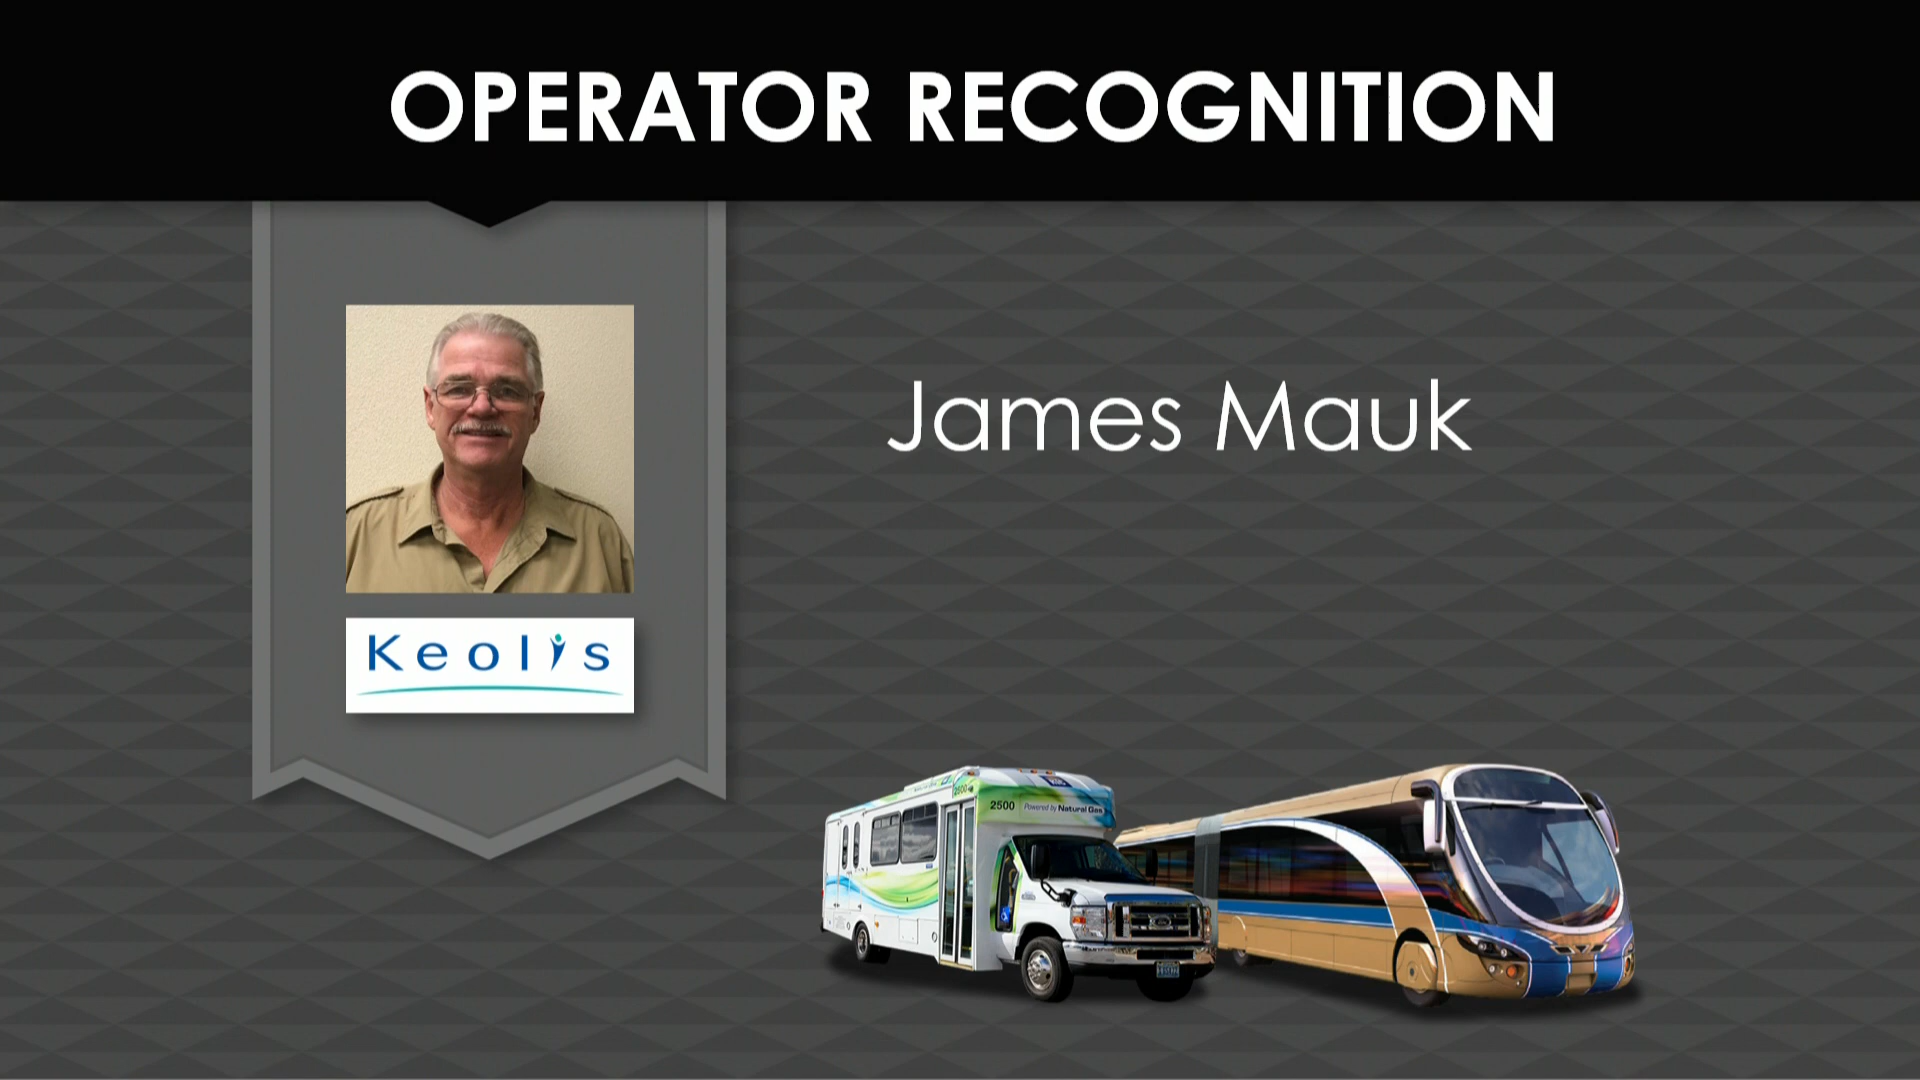 OPERATOR RECOGNITION
James Mauk
Keolis
2500 Powered by Natural Gas